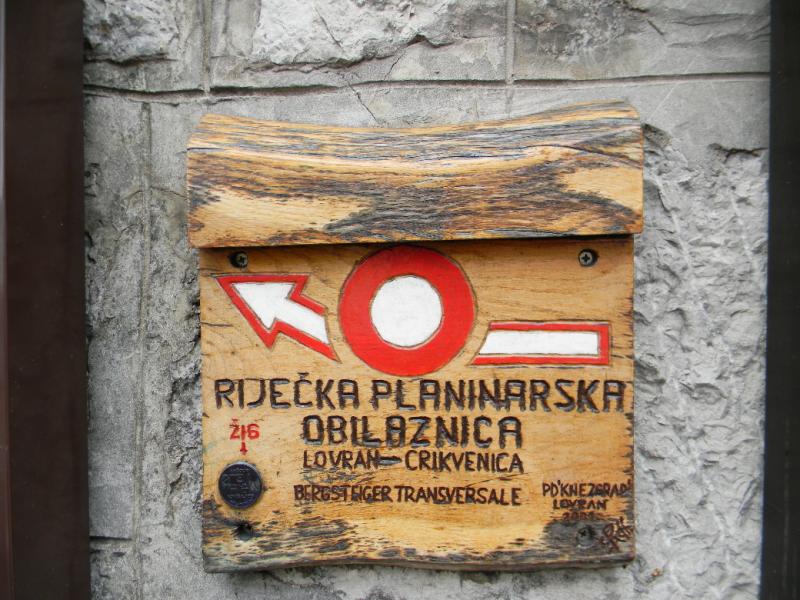 RIJEČKA PLANINARSKA
OBILAZNICA
ŽIG
LOVRAN–CRIKVENICA
BERGSTEIGER TRANSVERSALE
PD"KNEZGRAD"
LOVRAN